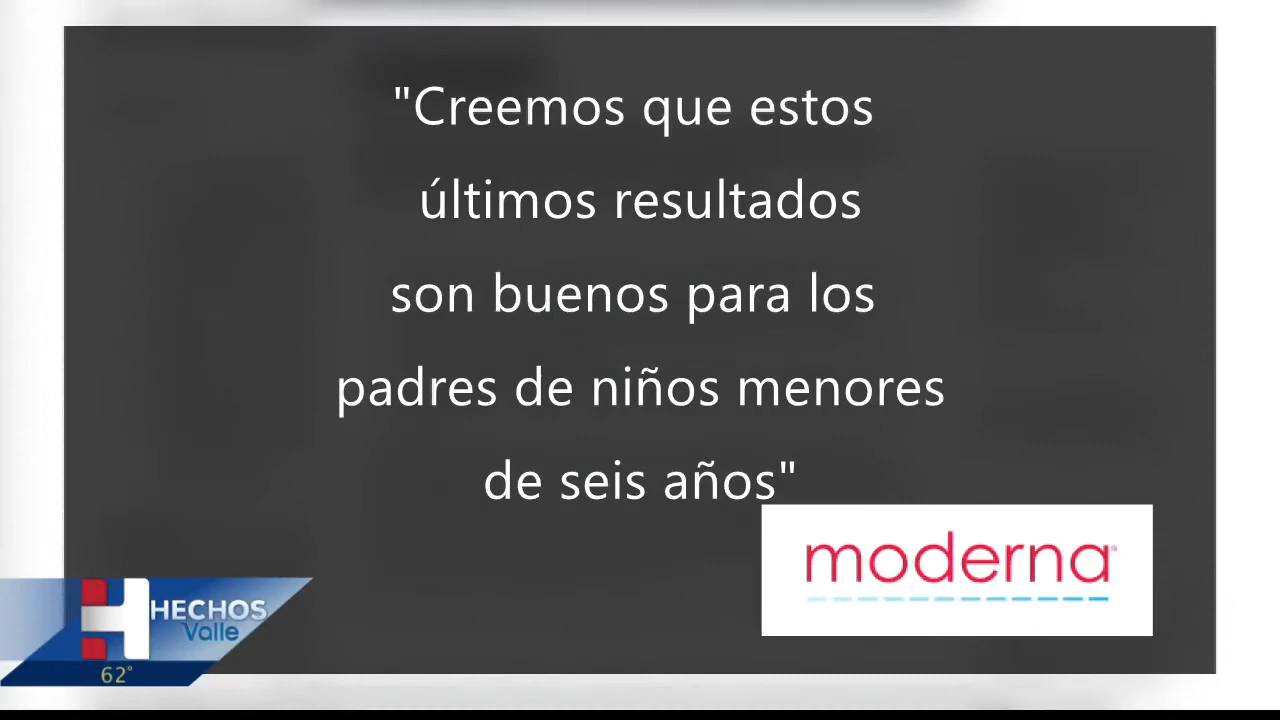 "Creemos que estos
últimos resultados
son buenos para los
padres de niños menores
de seis años"
moderna
HECHOS
Valle
62°